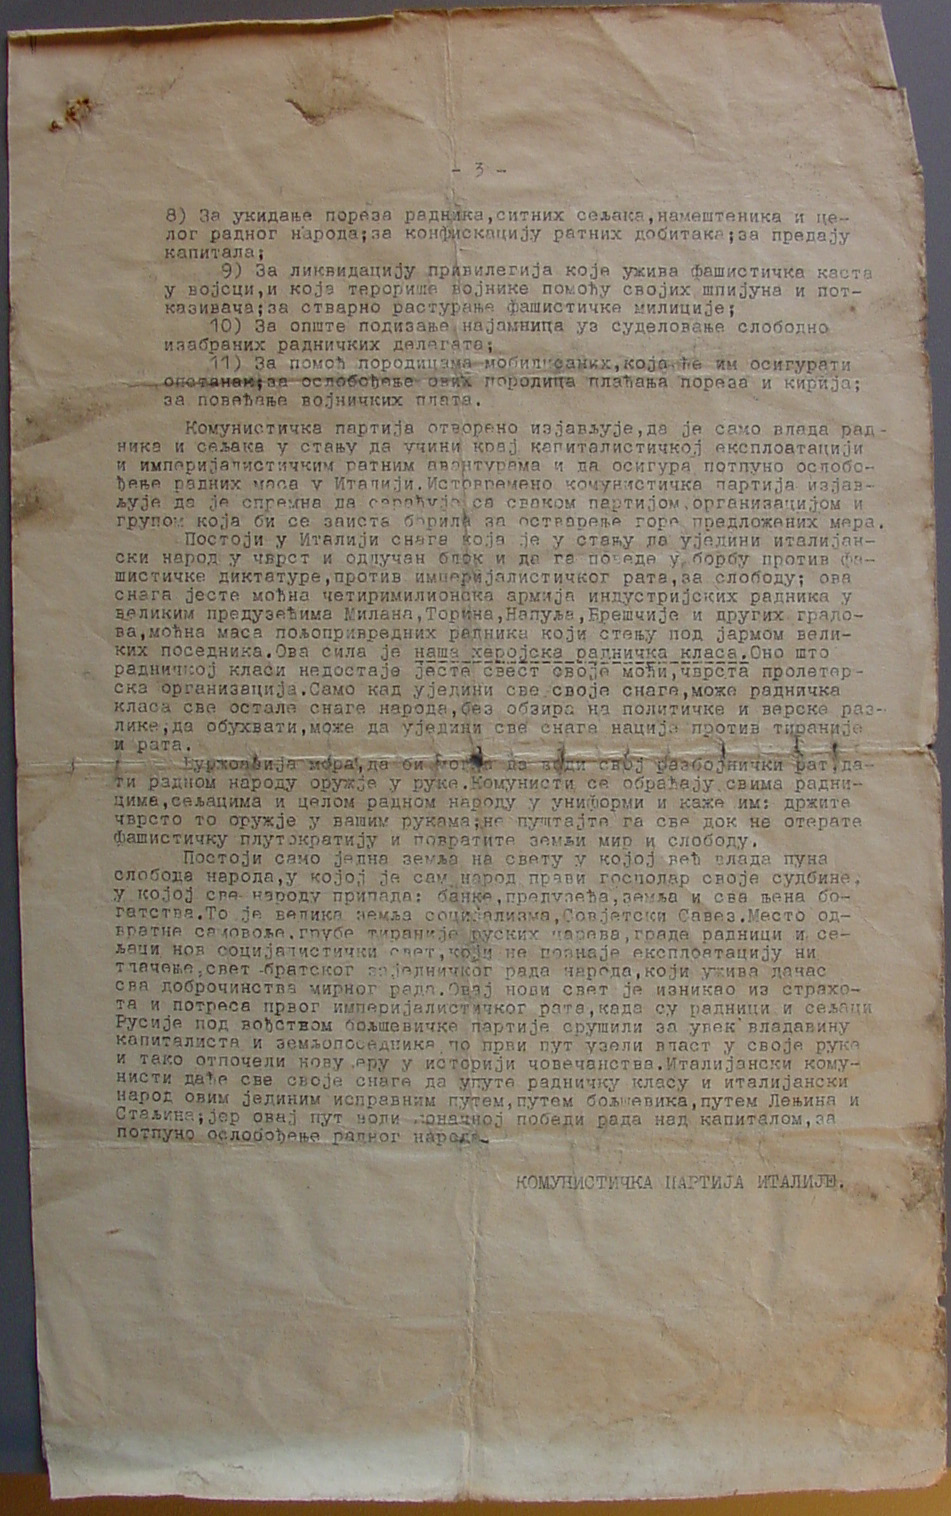 - 3 -
8) За укидање пореза радника,ситних сељака,намештеника и це-
лог радног народа;за конфискацију ратних добитака;за предају
капитала;
9) За ликвидацију привилегија које ужива фашистичка каста
у војсци,и која терорише војнике помоћу својих шпијуна и пот-
казивача;за стварно растурање фашистичке милиције;
10) За опште подизање најамница уз суделовање слободно
изабраних радничких делегата;
11) За помоћ породицама мобилисаних,која ће им осигурати
опстанак;за ослобођење ових породица плаћања пореза и кирија;
за повећање војничких плата.
Комунистичка партија отворено изјављује,да је само влада рад-
ника и сељака у стању да учини крај капиталистичкој експлоатацији
и империјалистичким ратним авантурама и да осигура потпуно ослобо-
ђење радних маса у Италији.Истовремено комунистичка партија изјав-
љује да је спремна да сарађује са сваком партијом,организацијом и
групом која би се заиста борила за остварење горе предложених мера.
Постоји у Италији снага која је у стању да уједини италијан-
ски народ у чврст и одлучан блок и да га поведе у борбу против фа-
шистичке диктатуре,против империјалистичког рата,за слободу; ова
снага јесте моћна четиримилионска армија индустријских радника у
великим предузећима Милана,Торина,Напуља,Брешчије и других градо-
ва,моћна маса пољопривредних радника који стењу под јармом вели-
ких поседника.Ова сила је наша херојска радничка класа.Оно што
радничкој класи недостаје јесте свест своје моћи,чврста пролетер-
ска организација.Само кад уједини све своје снаге,може радничка
класа све остале снаге народа,без обзира на политичке и верске раз-
лике,да обухвати,може да уједини све снаге нације против тираније
и рата.
Буржоазија мора,да би могла да води свој разбојнички рат,да-
ти радном народу оружје у руке.Комунисти се обраћају свима радни-
цима,сељацима и целом радном народу у униформи и каже им: држите
чврсто то оружје у вашим рукама;не пуштајте га све док не отерате
фашистичку плутократију и повратите земљи мир и слободу.
Постоји само једна земља на свету у којој већ влада пуна
слобода народа,у којој је сам народ прави господар своје судбине,
у којој све народу припада: банке,предузећа,земља и сва њена бо-
гатства.То је велика земља социјализма,Совјетски Савез.Место од-
вратне самовоље,грубе тираније руских царева,граде радници и се-
љаци нов социјалистички свет,који не познаје експлоатацију ни
тлачење,свет братског заједничког рада народа,који ужива данас
сва доброчинства мирног рада.Овај нови свет је изникао из страхо-
та и потреса првог империјалистичког рата,када су радници и сељаци
Русије под вођством бољшевичке партије срушили за увек владавину
капиталиста и земљопоседника,по први пут узели власт у своје руке
и тако отпочели нову еру у историји човечанства.Италијански кому-
нисти даће све своје снаге да упуте радничку класу и италијански
народ овим јединим исправним путем,путем бољшевика,путем Лењина и
Стаљина;јер овај пут води коначној победи рада над капиталом,за
потпуно ослобођење радног народа.
КОМУНИСТИЧКА ПАРТИЈА ИТАЛИЈЕ.